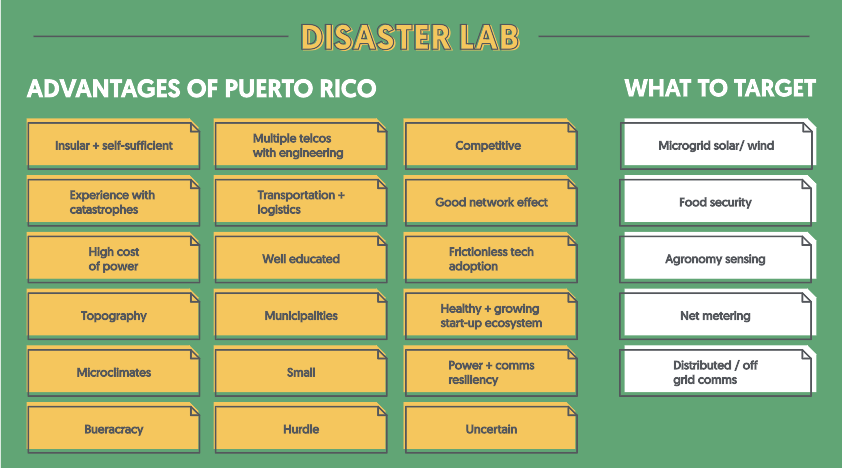 DISASTER LAB
ADVANTAGES OF PUERTO RICO
Insular + self-sufficient
Multiple telcos
with engineering
Competitive
Experience with
catastrophes
Transportation +
logistics
Good network effect
High cost
of power
Well educated
Frictionless tech
adoption
Topography
Municipalities
Healthy + growing
start-up ecosystem
Microclimates
Small
Power + comms
resiliency
Bueracracy
Hurdle
Uncertain
WHAT TO TARGET
Microgrid solar/ wind
Food security
Agronomy sensing
Net metering
Distributed / off
grid comms